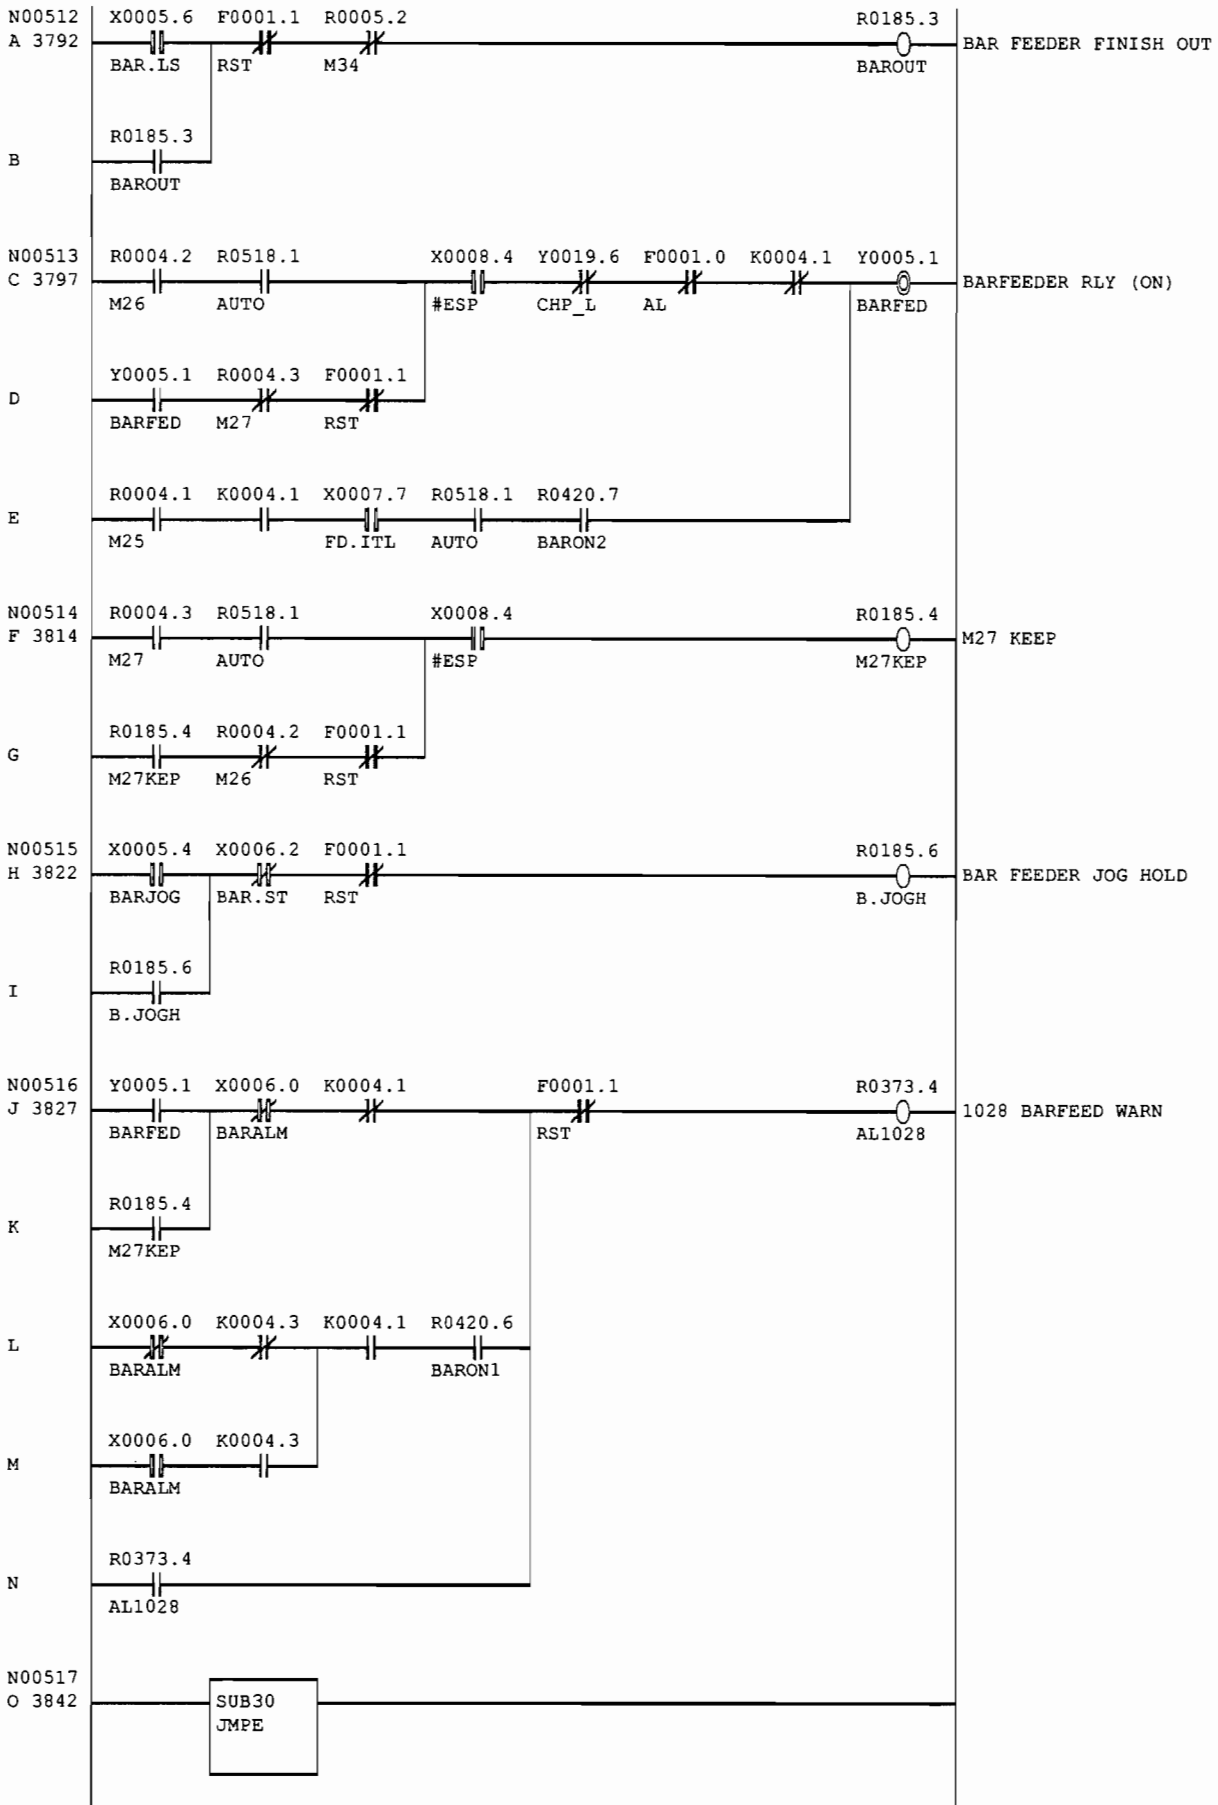 N00512 X0005.6 F0001.1 R0005.2 R0185.3
A 3792 BAR FEEDER FINISH OUT
BAR.LS RST M34 BAROUT
R0185.3
B
BAROUT
N00513 R0004.2 R0518.1 X0008.4 Y0019.6 F0001.0 K0004.1 Y0005.1
C 3797 BARFEEDER RLY (ON)
M26 AUTO #ESP CHP_L AL BARFED
Y0005.1 R0004.3 F0001.1
D
BARFED M27 RST
R0004.1 K0004.1 X0007.7 R0518.1 R0420.7
E
M25 FD.ITL AUTO BARON2
N00514 R0004.3 R0518.1 X0008.4 R0185.4
F 3814 M27 KEEP
M27 AUTO #ESP M27KEP
R0185.4 R0004.2 F0001.1
G
M27KEP M26 RST
N00515 X0005.4 X0006.2 F0001.1 R0185.6
H 3822 BAR FEEDER JOG HOLD
BARJOG BAR.ST RST B.JOGH
R0185.6
I
B.JOGH
N00516 Y0005.1 X0006.0 K0004.1 F0001.1 R0373.4
J 3827 1028 BARFEED WARN
BARFED BARALM RST AL1028
R0185.4
K
M27KEP
X0006.0 K0004.3 K0004.1 R0420.6
L
BARALM BARON1
X0006.0 K0004.3
M
BARALM
R0373.4
N
AL1028
N00517
O 3842 SUB30
JMPE